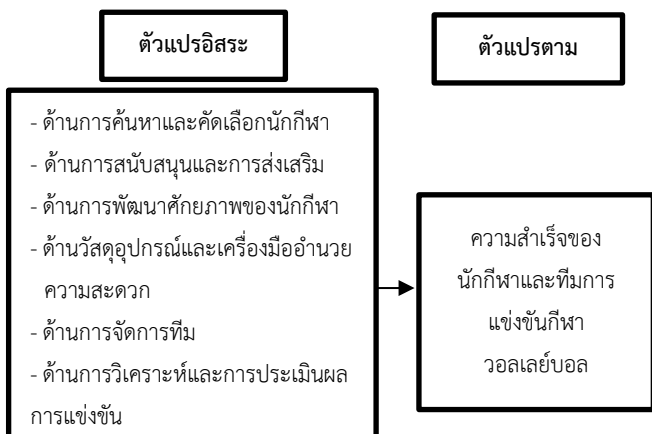 ตัวแปรอิสระ
ตัวแปรตาม
- ด้านการค้นหาและคัดเลือกนักกีฬา
- ด้านการสนับสนุนและการส่งเสริม
- ด้านการพัฒนาศักยภาพของนักกีฬา
- ด้านวัสดุอุปกรณ์และเครื่องมืออำนวย
ความสะดวก
- ด้านการจัดการทีม
- ด้านการวิเคราะห์และการประเมินผล
การแข่งขัน
ความสำเร็จของ
นักกีฬาและทีมการ
แข่งขันกีฬา
วอลเลย์บอล